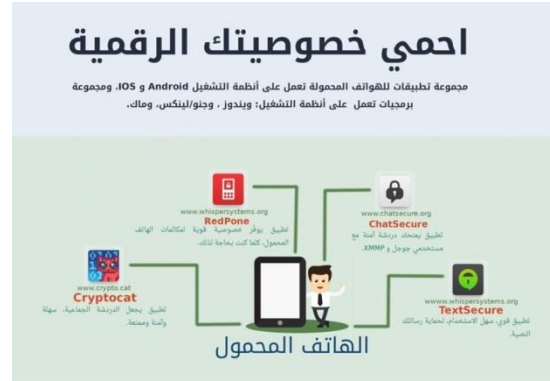 احمي خصوصيتك الرقمية
مجموعة تطبيقات للهواتف المحمولة تعمل على أنظمة التشغيل Android و IOS، ومجموعة
برمجيات تعمل على أنظمة التشغيل: ويندوز ، وجنو/لينكس، وماك.
www.whispersystems.org
RedPone
تطبيق يوفّر خصوصية قوية لمكالمات الهاتف
المحمول، كلما كنت بحاجة لذلك.
www.chatsecure.org
ChatSecure
تطبيق يمنحك دردشة آمنة مع
مستخدمي جوجل و XMMP.
www.crypto.cat
Cryptocat
تطبيق يجعل الدردشة الجماعية، سهلة
وآمنة وممتعة.
www.whispersystems.org
TextSecure
تطبيق قوي، سهل الاستخدام، لحماية رسائلك
النصية.
الهاتف المحمول